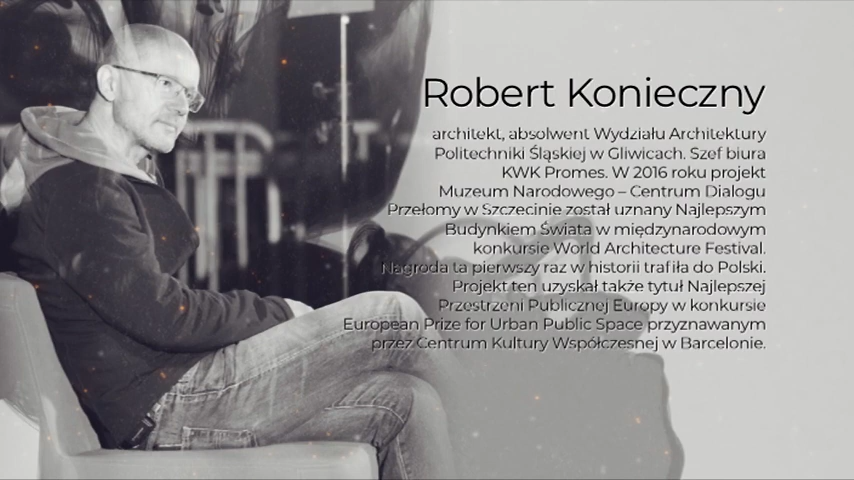 Robert Konieczny
architekt, absolwent Wydziału Architektury
Politechniki Śląskiej w Gliwicach. Szef biura
KWK Promes. W 2016 roku projekt
Muzeum Narodowego – Centrum Dialogu
Przełomy w Szczecinie został uznany Najlepszym
Budynkiem Świata w międzynarodowym
konkursie World Architecture Festival.
Nagroda ta pierwszy raz w historii trafiła do Polski.
Projekt ten uzyskał także tytuł Najlepszej
Przestrzeni Publicznej Europy w konkursie
European Prize for Urban Public Space przyznawanym
przez Centrum Kultury Współczesnej w Barcelonie.